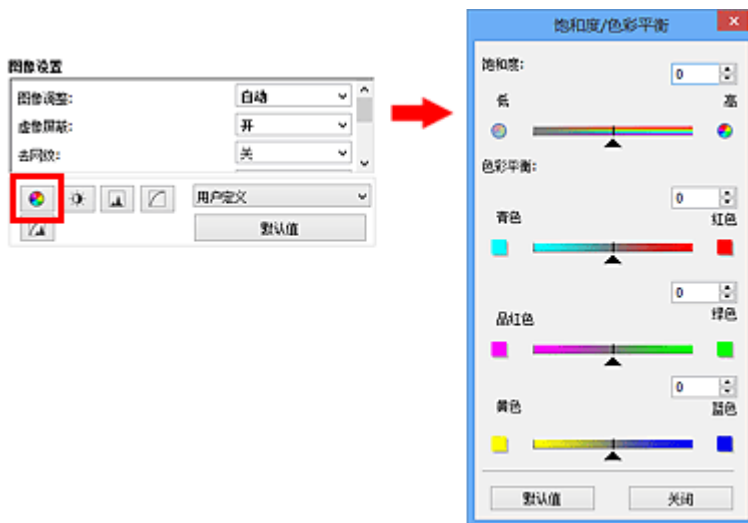 图像设置
图像调整: 自动
虚像屏蔽: 开
去网纹: 关
用户定义
默认值
饱和度/色彩平衡
饱和度: 0
低 高
色彩平衡:
0
青色 红色
0
品红色 绿色
0
黄色 蓝色
默认值 关闭